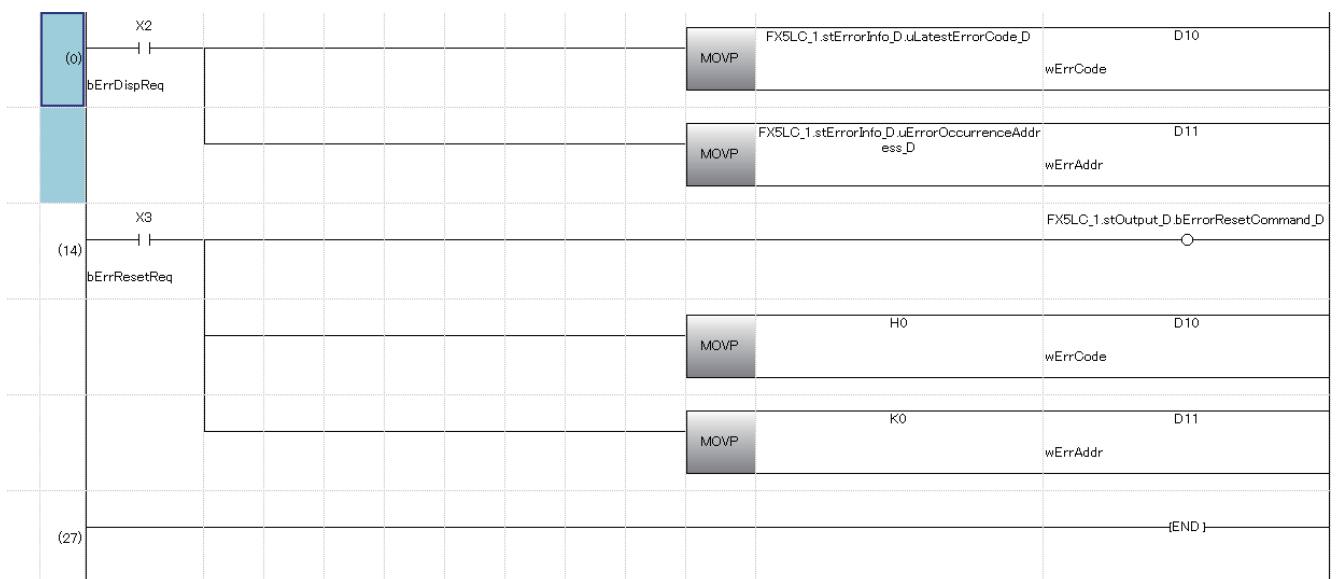 X2
(0)
bErrDispReq
MOVP
FX5LC_1.stErrorInfo_D.uLatestErrorCode_D
D10
wErrCode
MOVP
FX5LC_1.stErrorInfo_D.uErrorOccurrenceAddr
ess_D
D11
wErrAddr
X3
(14)
bErrResetReq
FX5LC_1.stOutput_D.bErrorResetCommand_D
MOVP
H0
D10
wErrCode
MOVP
K0
D11
wErrAddr
(27)
[END]